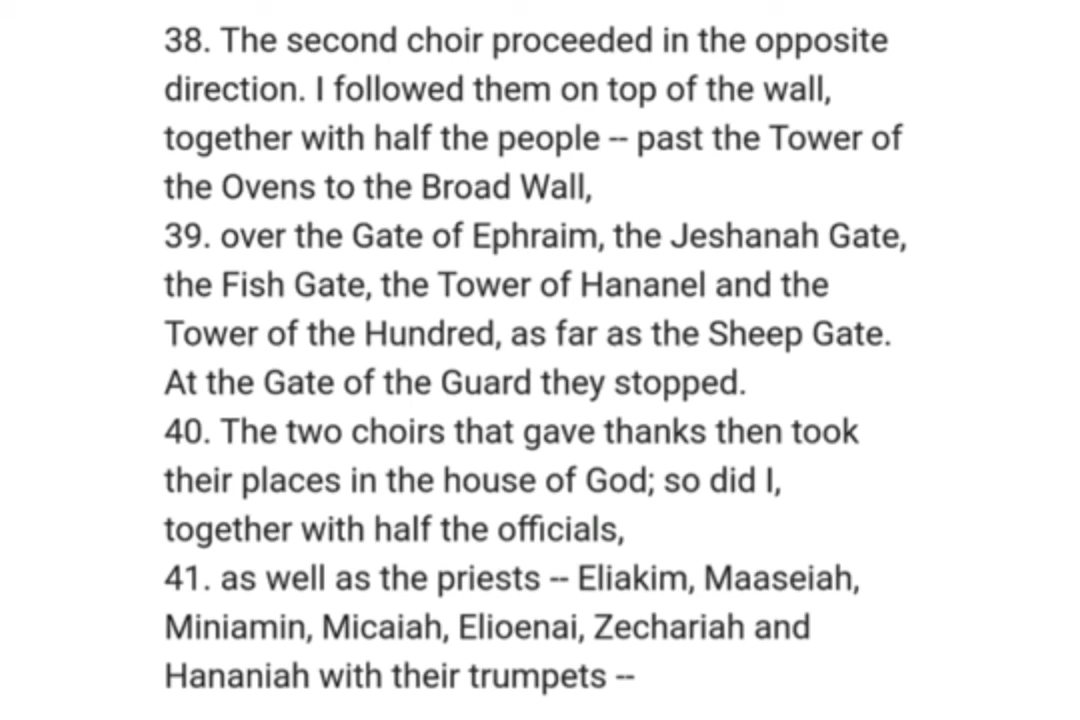 38. The second choir proceeded in the opposite
direction. I followed them on top of the wall,
together with half the people -- past the Tower of
the Ovens to the Broad Wall,
39. over the Gate of Ephraim, the Jeshanah Gate,
the Fish Gate, the Tower of Hananel and the
Tower of the Hundred, as far as the Sheep Gate.
At the Gate of the Guard they stopped.
40. The two choirs that gave thanks then took
their places in the house of God; so did I,
together with half the officials,
41. as well as the priests -- Eliakim, Maaseiah,
Miniamin, Micaiah, Elioenai, Zechariah and
Hananiah with their trumpets --